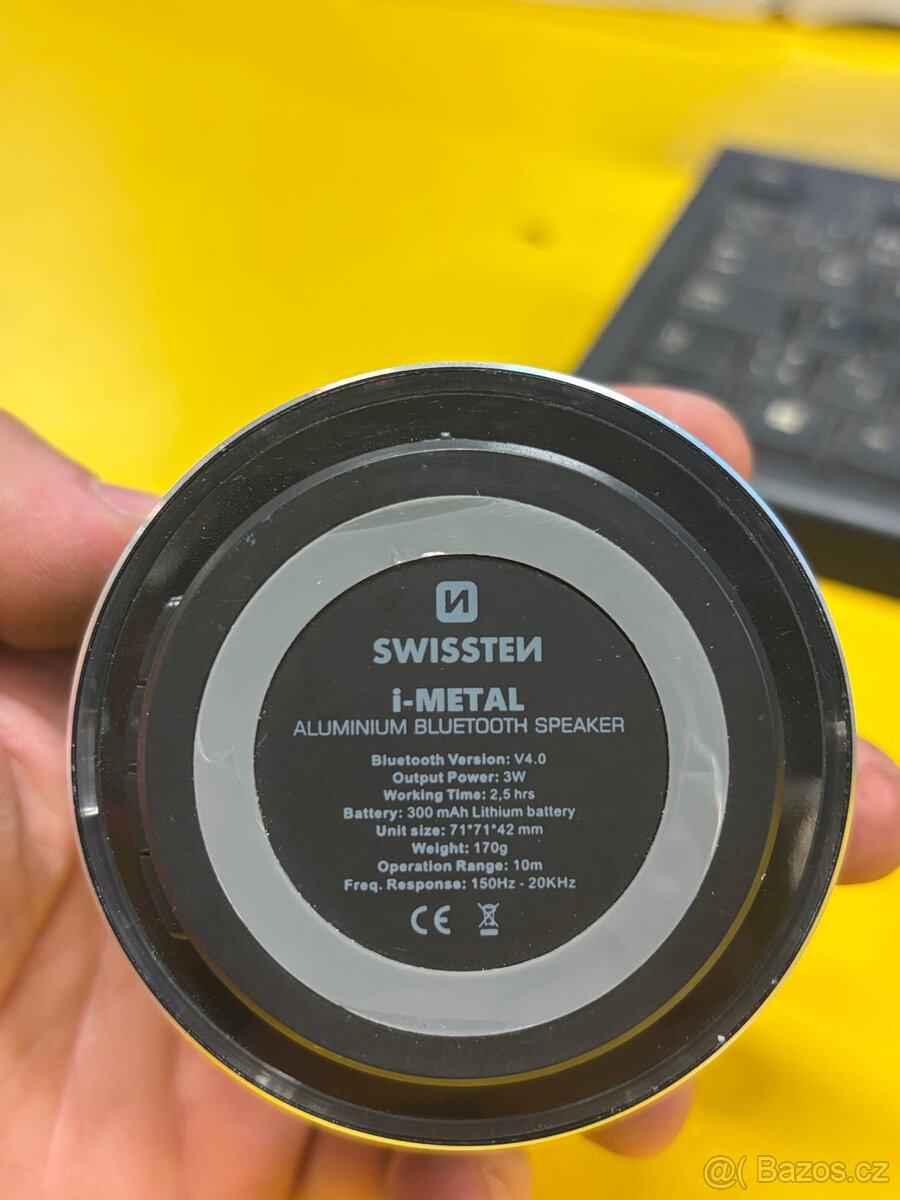 SWISSTEN
i-METAL
ALUMINIUM BLUETOOTH SPEAKER
Bluetooth Version: V4.0
Output Power: 3W
Working Time: 2,5 hrs
Battery: 300 mAh Lithium battery
Unit size: 71*71*42 mm
Weight: 170g
Operation Range: 10m
Freq. Response: 150Hz - 20KHz
CE
@( Bazos.cz